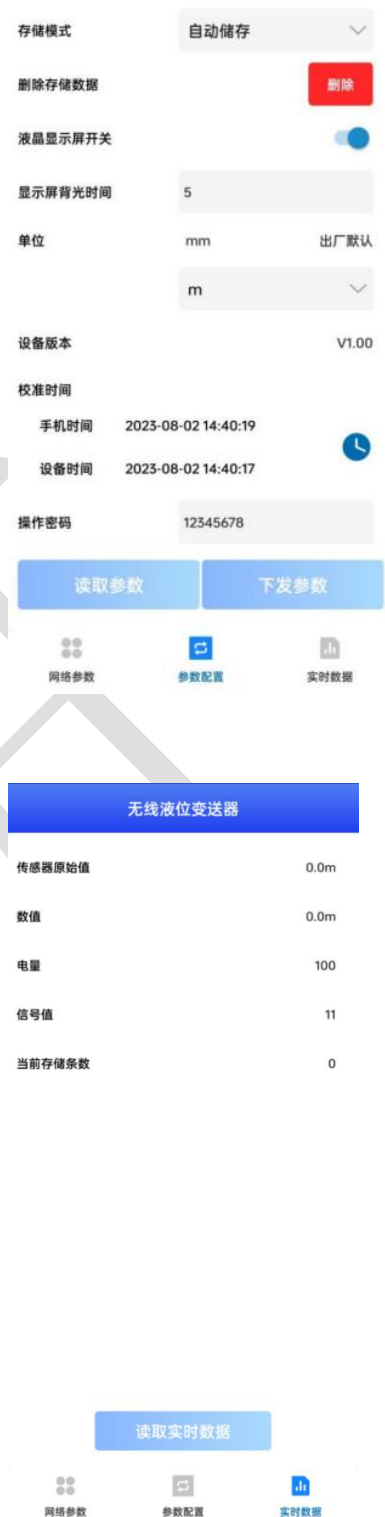 存储模式 自动储存
删除存储数据 删除
液晶显示屏开关
显示屏背光时间 5
单位 mm 出厂默认
m
设备版本 V1.00
校准时间
手机时间 2023-08-02 14:40:19
设备时间 2023-08-02 14:40:17
操作密码 12345678
读取参数 下发参数
网络参数 参数配置 实时数据
无线液位变送器
传感器原始值 0.0m
数值 0.0m
电量 100
信号值 11
当前存储条数 0
读取实时数据
网络参数 参数配置 实时数据